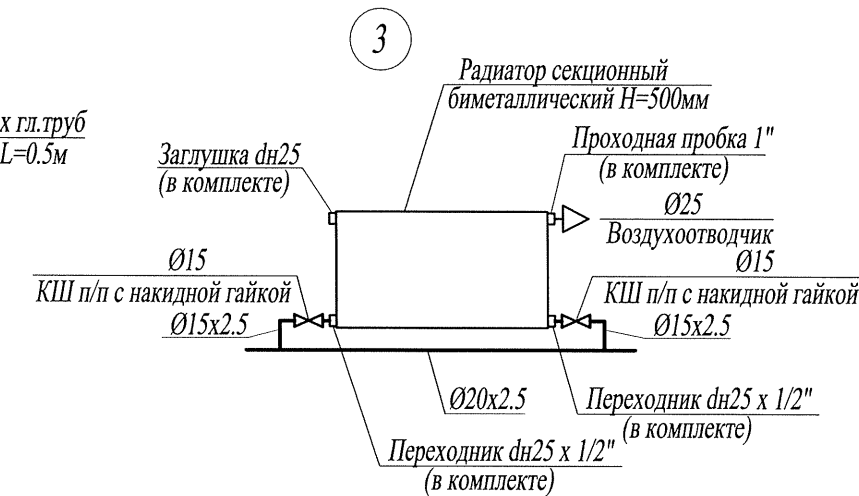 3
Радиатор секционный
биметаллический Н=500мм
х гл.труб
L=0.5м
Заглушка dн25
(в комплекте)
Проходная пробка 1"
(в комплекте)
Ø25
Воздухоотводчик
Ø15
КШ п/п с накидной гайкой
Ø15х2.5
Ø15
КШ п/п с накидной гайкой
Ø15х2.5
Ø20х2.5
Переходник dн25 х 1/2"
(в комплекте)
Переходник dн25 х 1/2"
(в комплекте)